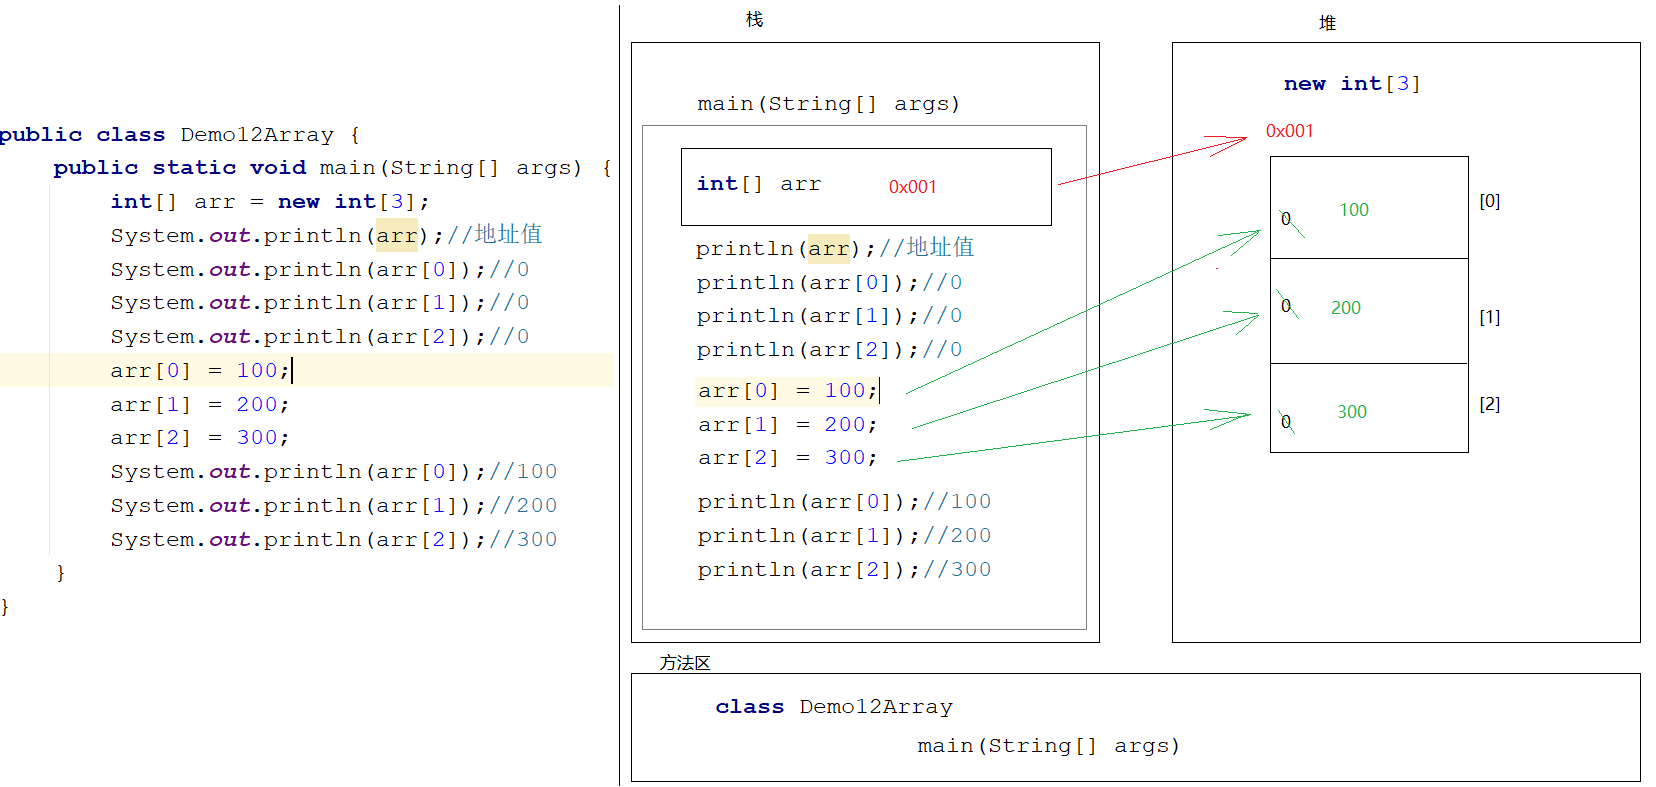 public class Demo12Array {
public static void main(String[] args) {
int[] arr = new int[3];
System.out.println(arr);//地址值
System.out.println(arr[0]);//0
System.out.println(arr[1]);//0
System.out.println(arr[2]);//0
arr[0] = 100;
arr[1] = 200;
arr[2] = 300;
System.out.println(arr[0]);//100
System.out.println(arr[1]);//200
System.out.println(arr[2]);//300
}
}
栈
main(String[] args)
int[] arr 0x001
println(arr);//地址值
println(arr[0]);//0
println(arr[1]);//0
println(arr[2]);//0
arr[0] = 100;
arr[1] = 200;
arr[2] = 300;
println(arr[0]);//100
println(arr[1]);//200
println(arr[2]);//300
堆
new int[3]
0x001
0 100 [0]
0 200 [1]
0 300 [2]
方法区
class Demo12Array
main(String[] args)